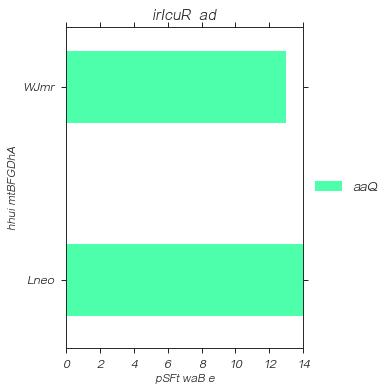 irIcuR ad
WJmr
hhui mtBFGDhA
aaQ
Lneo
0 2 4 6 8 10 12 14
pSFt waB e